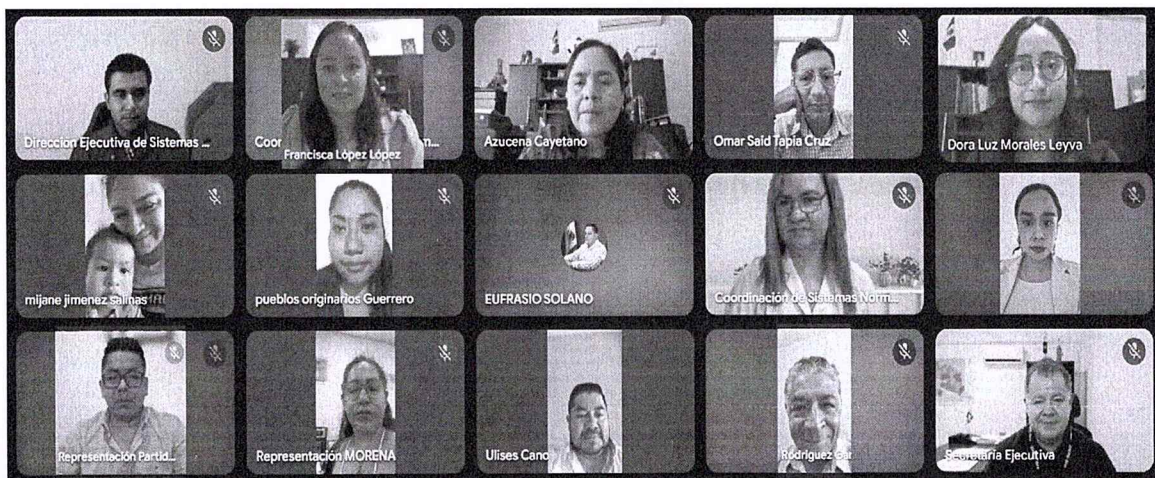 Dirección Ejecutiva de Sistemas ...
Coor m...
Francisca López López
Azucena Cayetano
Omar Said Tapia Cruz
Dora Luz Morales Leyva
mijane jimenez salinas
pueblos originarios Guerrero
EUFRASIO SOLANO
Coordinación de Sistemas Norm...
Representación Partid...
Representación MORENA
Ulises Cano
Rodriguez Gar
Secretaría Ejecutiva